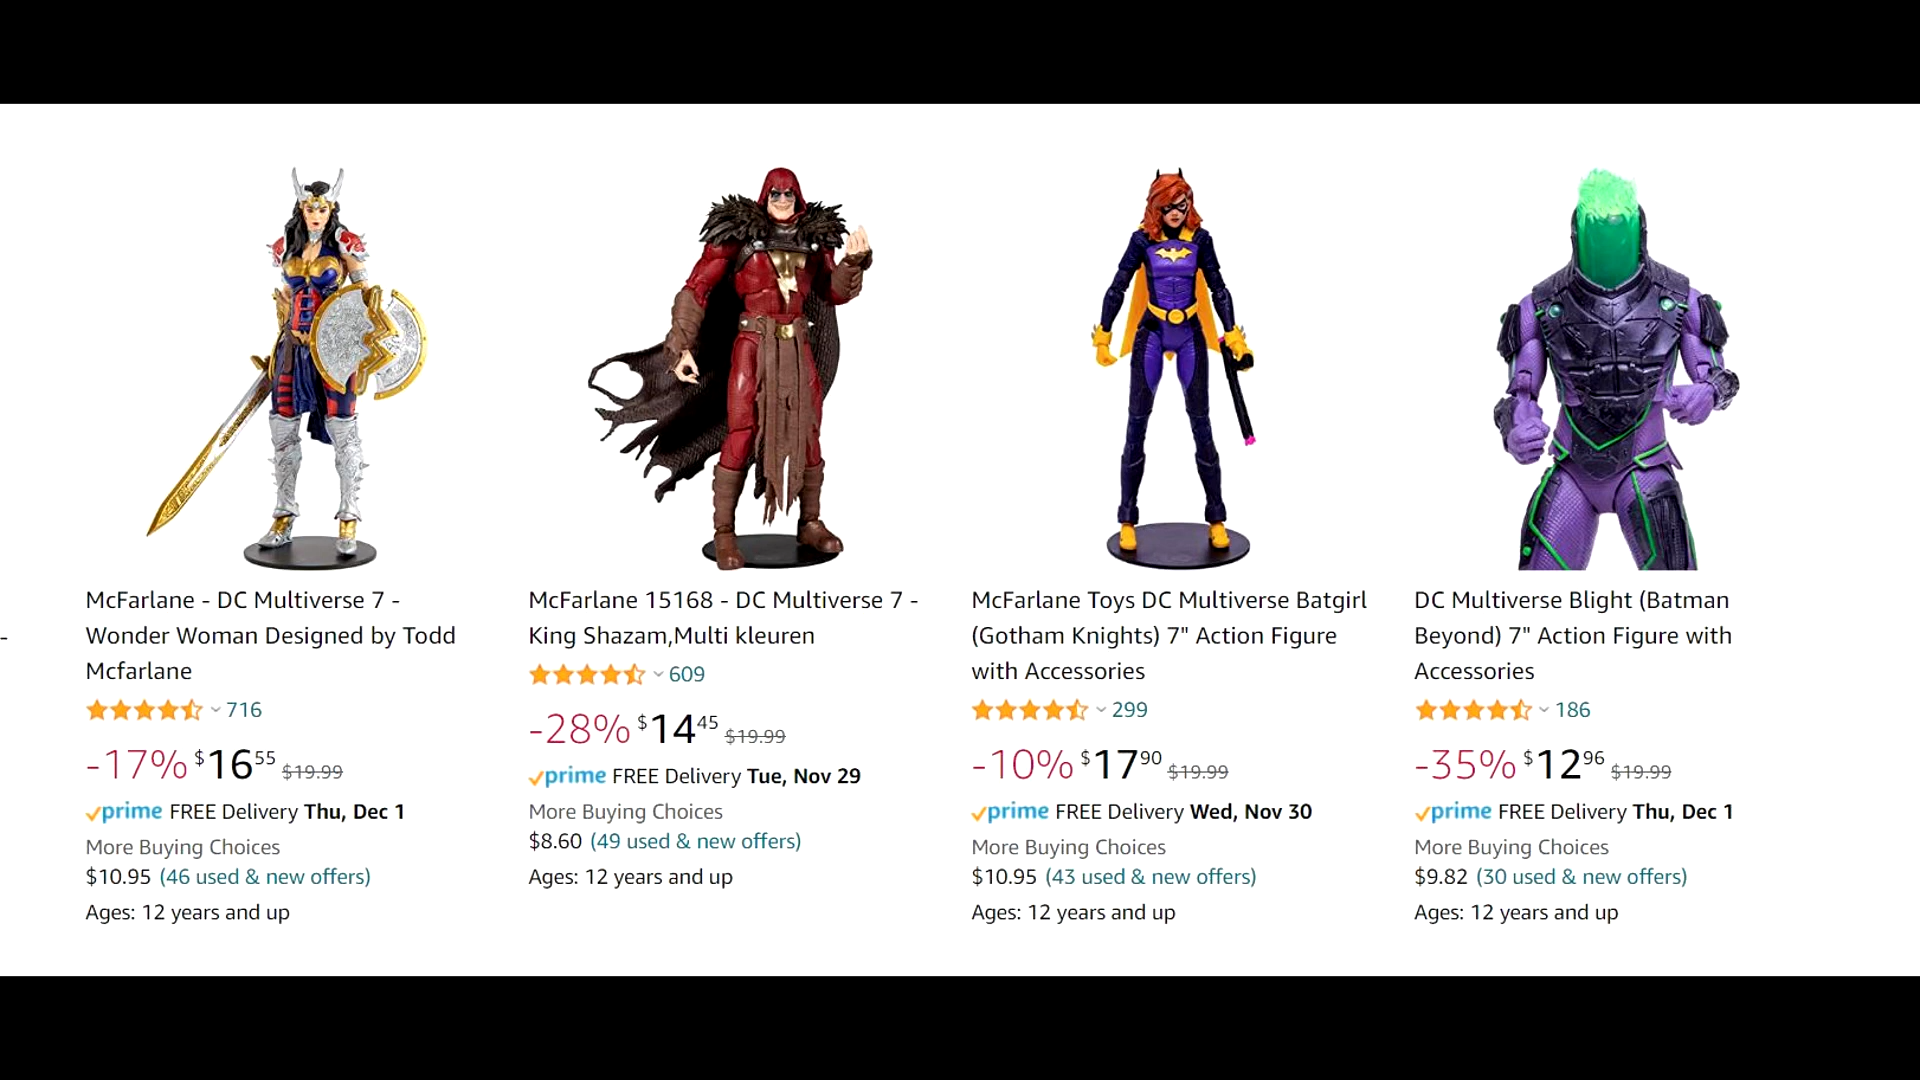 -
McFarlane - DC Multiverse 7 -
Wonder Woman Designed by Todd
Mcfarlane
716
-17% $16 55 $19.99
prime FREE Delivery Thu, Dec 1
More Buying Choices
$10.95 (46 used & new offers)
Ages: 12 years and up
McFarlane 15168 - DC Multiverse 7 -
King Shazam,Multi kleuren
609
-28% $14 45 $19.99
prime FREE Delivery Tue, Nov 29
More Buying Choices
$8.60 (49 used & new offers)
Ages: 12 years and up
McFarlane Toys DC Multiverse Batgirl
(Gotham Knights) 7" Action Figure
with Accessories
299
-10% $17 90 $19.99
prime FREE Delivery Wed, Nov 30
More Buying Choices
$10.95 (43 used & new offers)
Ages: 12 years and up
DC Multiverse Blight (Batman
Beyond) 7" Action Figure with
Accessories
186
-35% $12 96 $19.99
prime FREE Delivery Thu, Dec 1
More Buying Choices
$9.82 (30 used & new offers)
Ages: 12 years and up